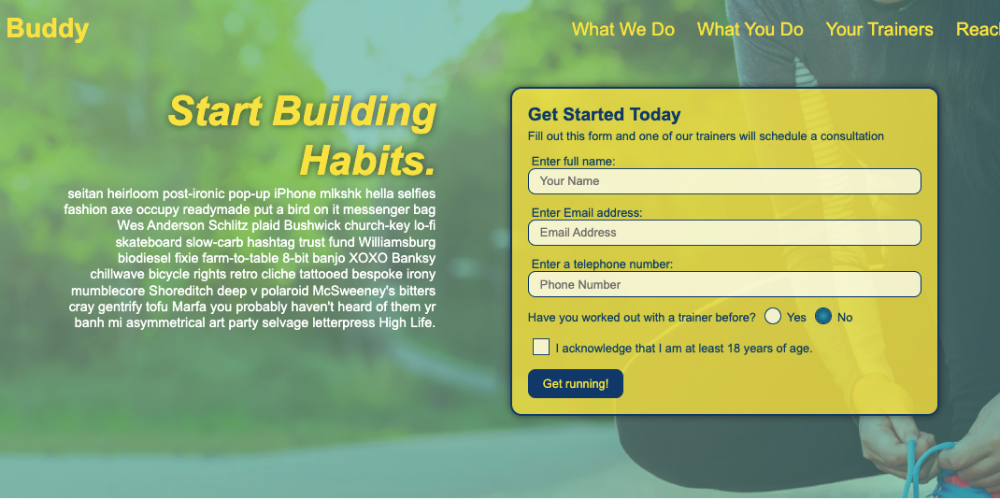 Buddy
What We Do What You Do Your Trainers
Start Building
Habits.
seitan heirloom post-ironic pop-up iPhone mlkshk hella selfies
fashion axe occupy readymade put a bird on it messenger bag
Wes Anderson Schlitz plaid Bushwick church-key lo-fi
skateboard slow-carb hashtag trust fund Williamsburg
biodiesel fixie farm-to-table 8-bit banjo XOXO Banksy
chillwave bicycle rights retro cliche tattooed bespoke irony
mumblecore Shoreditch deep v polaroid McSweeney's bitters
cray gentrify tofu Marfa you probably haven't heard of them yr
banh mi asymmetrical art party selvage letterpress High Life.
Get Started Today
Fill out this form and one of our trainers will schedule a consultation
Enter full name:
Your Name
Enter Email address:
Email Address
Enter a telephone number:
Phone Number
Have you worked out with a trainer before? Yes No
I acknowledge that I am at least 18 years of age.
Get running!